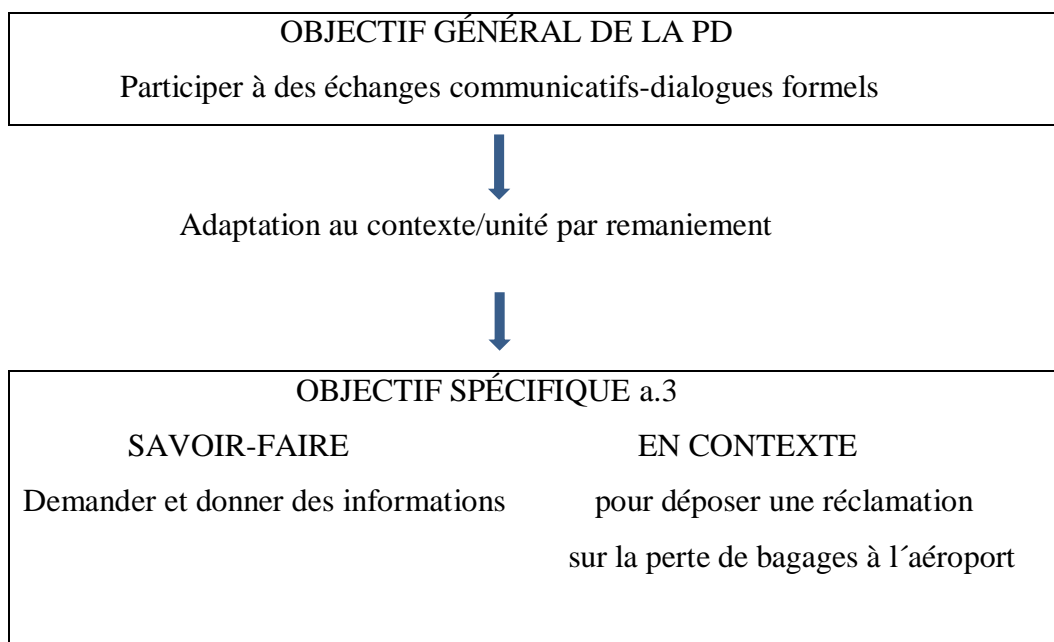 OBJECTIF GÉNÉRAL DE LA PD
Participer à des échanges communicatifs-dialogues formels
Adaptation au contexte/unité par remaniement
OBJECTIF SPÉCIFIQUE a.3
SAVOIR-FAIRE EN CONTEXTE
Demander et donner des informations pour déposer une réclamation
sur la perte de bagages à l´aéroport